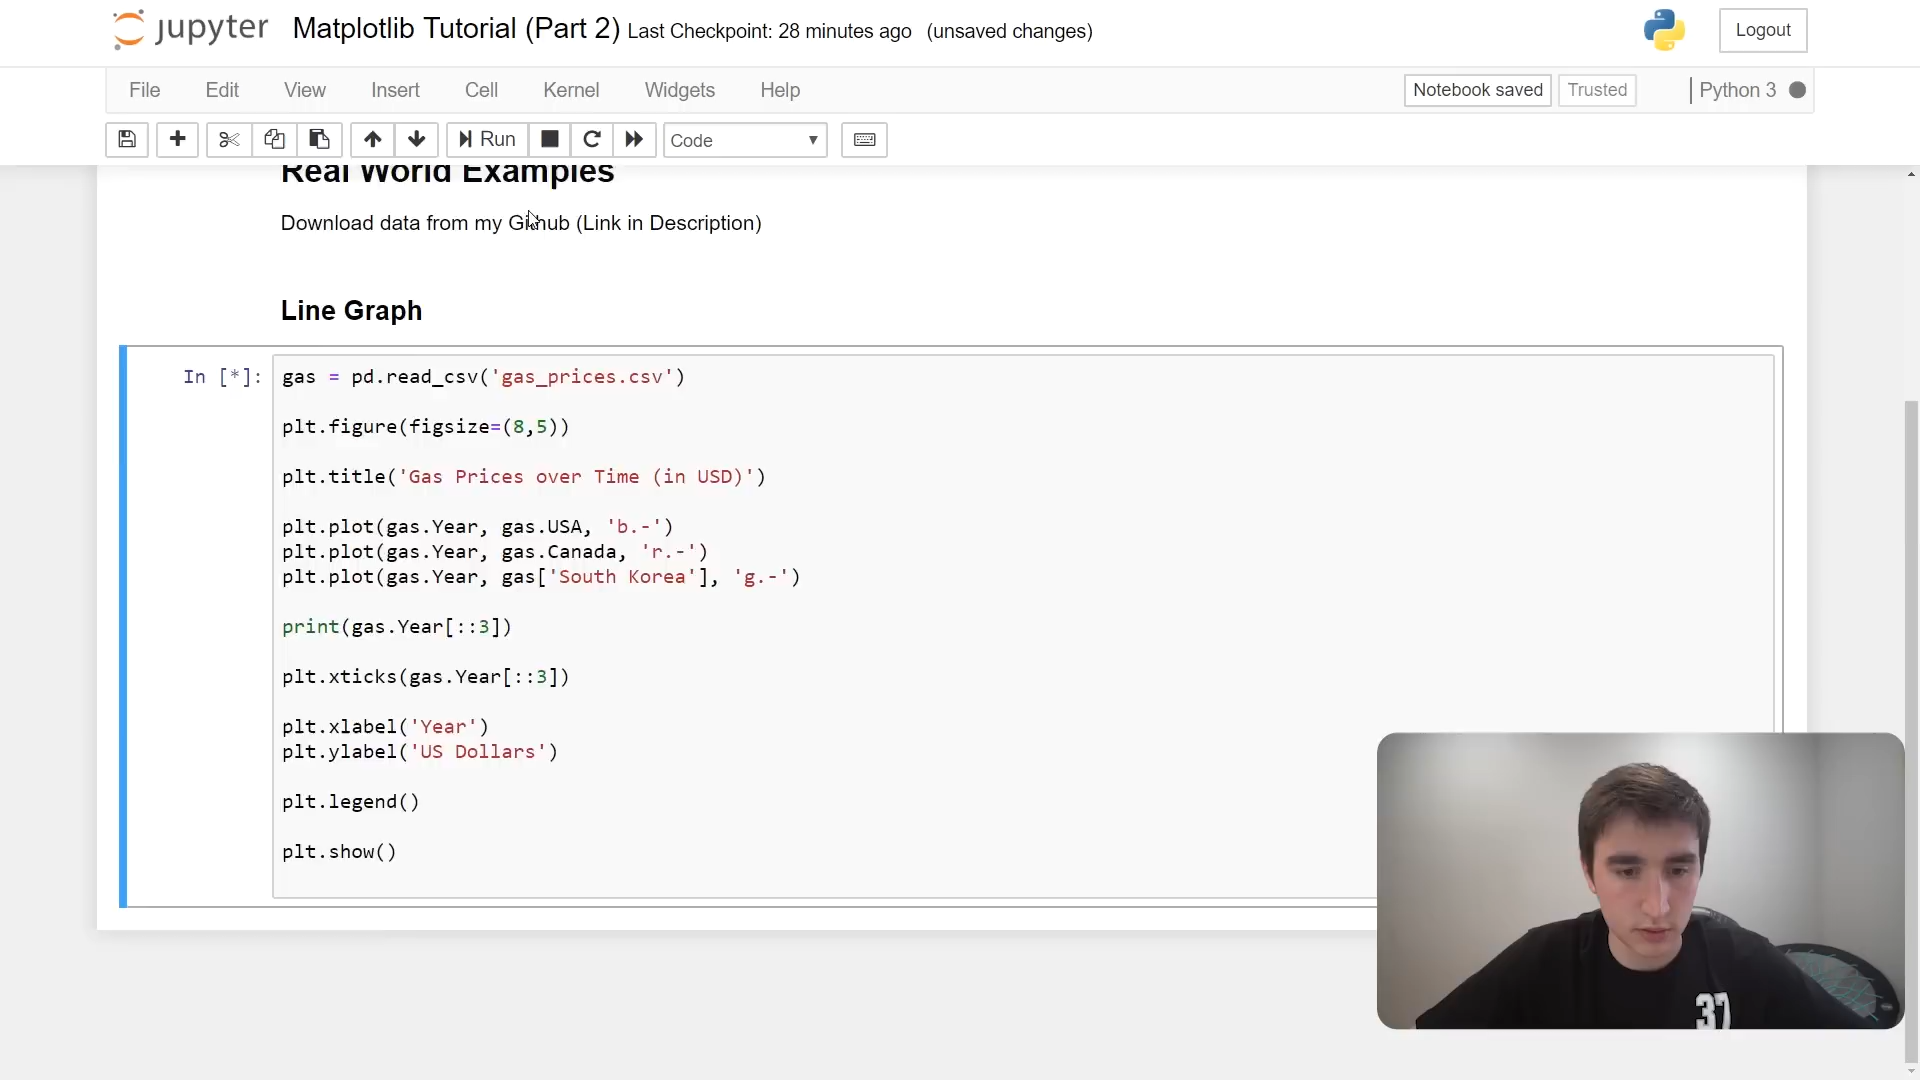 jupyter Matplotlib Tutorial (Part 2) Last Checkpoint: 28 minutes ago (unsaved changes) Logout
File Edit View Insert Cell Kernel Widgets Help Notebook saved Trusted Python 3
Run Code
Real World Examples
Download data from my Github (Link in Description)
Line Graph
In [*]: gas = pd.read_csv('gas_prices.csv')
plt.figure(figsize=(8,5))
plt.title('Gas Prices over Time (in USD)')
plt.plot(gas.Year, gas.USA, 'b.-')
plt.plot(gas.Year, gas.Canada, 'r.-')
plt.plot(gas.Year, gas['South Korea'], 'g.-')
print(gas.Year[::3])
plt.xticks(gas.Year[::3])
plt.xlabel('Year')
plt.ylabel('US Dollars')
plt.legend()
plt.show()
37